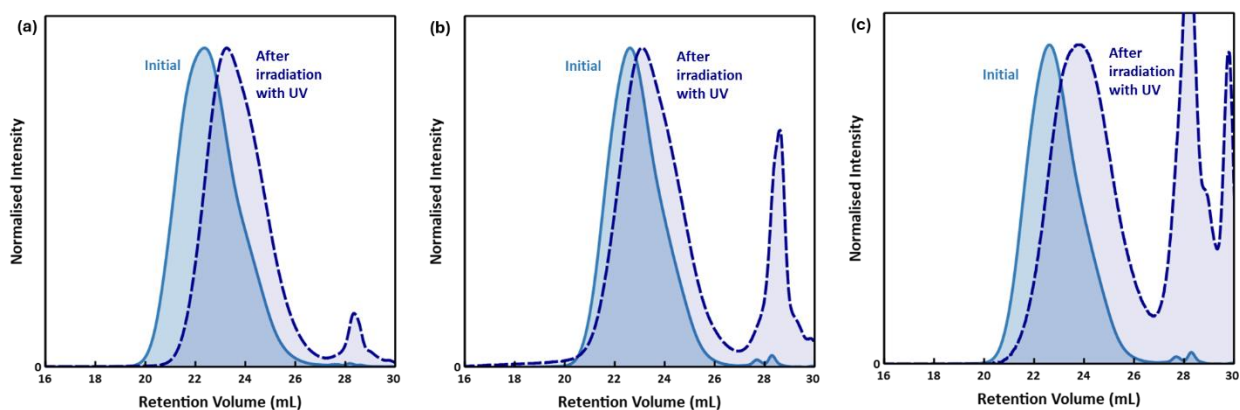 (a)
Initial
After
irradiation
with UV
Normalised Intensity
0
16 18 20 22 24 26 28 30
Retention Volume (mL)
(b)
Initial
After
irradiation
with UV
Normalised Intensity
0
16 18 20 22 24 26 28 30
Retention Volume (mL)
(c)
Initial
After
irradiation
with UV
Normalised Intensity
0
16 18 20 22 24 26 28 30
Retention Volume (mL)